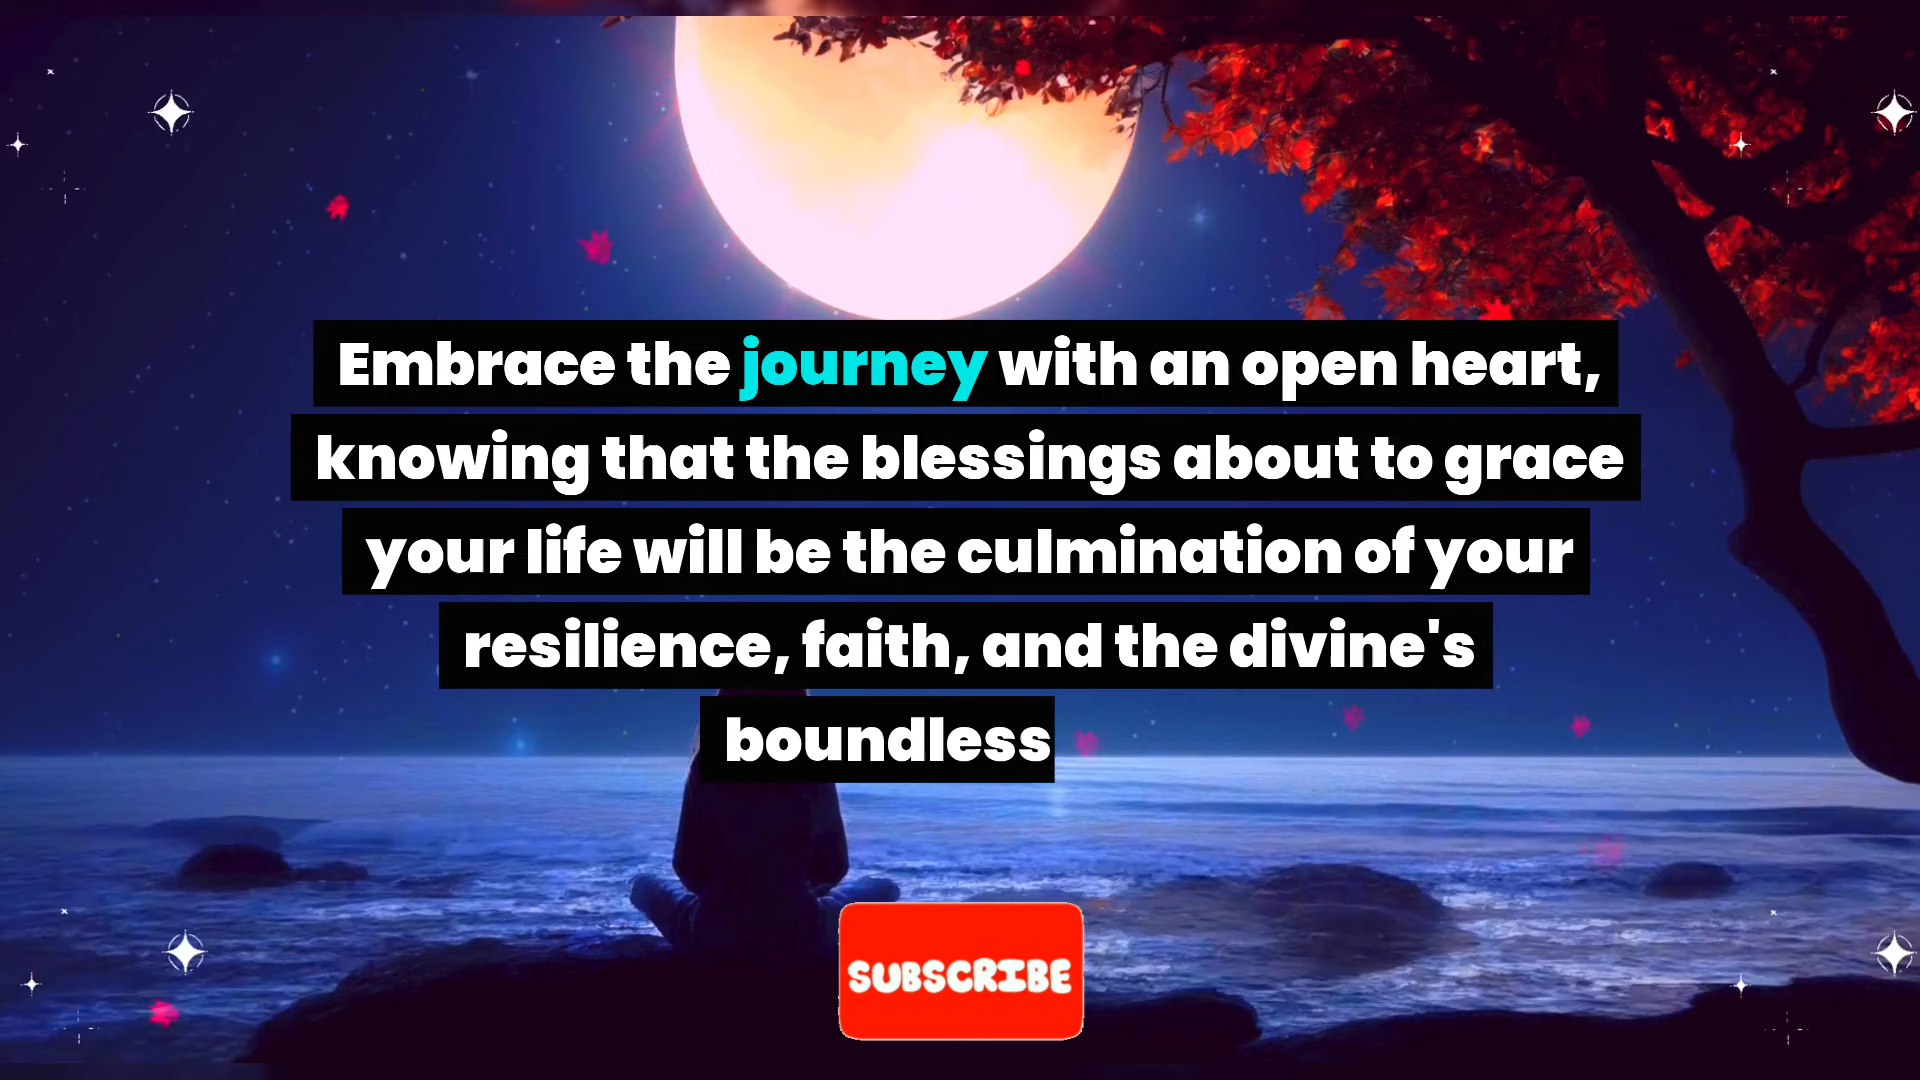 Embrace the journey with an open heart,
knowing that the blessings about to grace
your life will be the culmination of your
resilience, faith, and the divine's
boundless
SUBSCRIBE